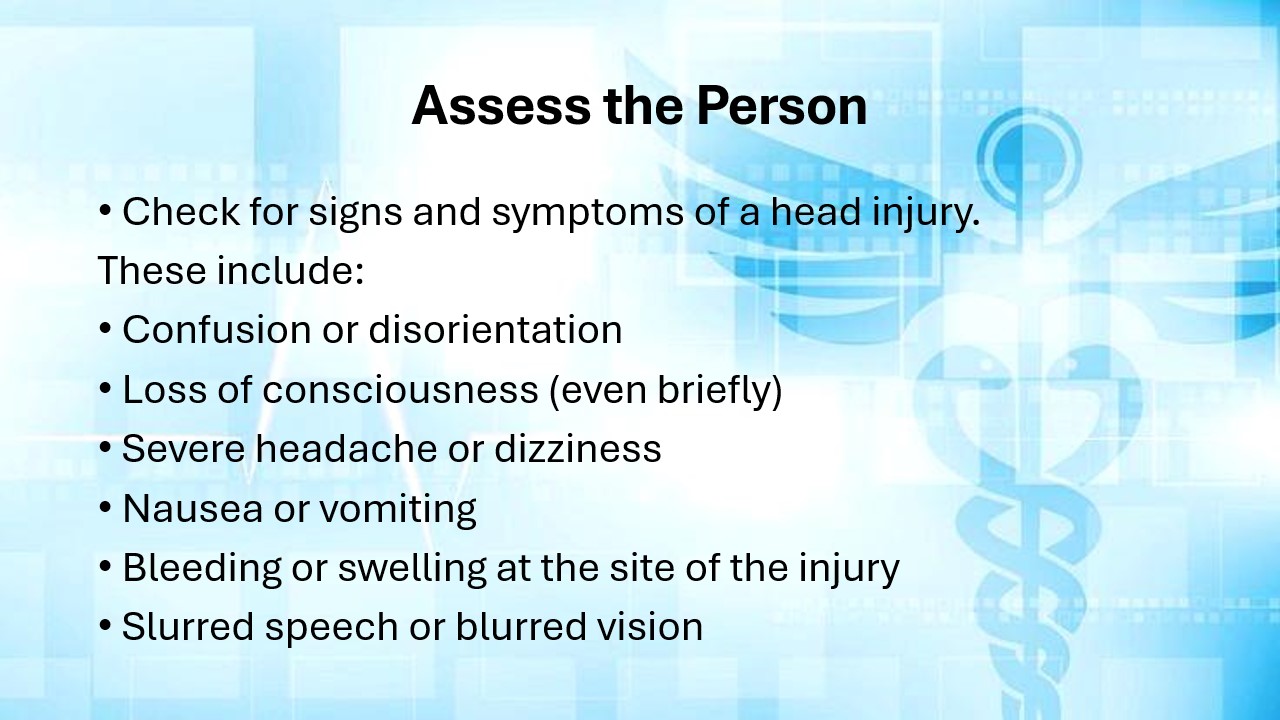 Assess the Person
• Check for signs and symptoms of a head injury.
These include:
• Confusion or disorientation
• Loss of consciousness (even briefly)
• Severe headache or dizziness
• Nausea or vomiting
• Bleeding or swelling at the site of the injury
• Slurred speech or blurred vision